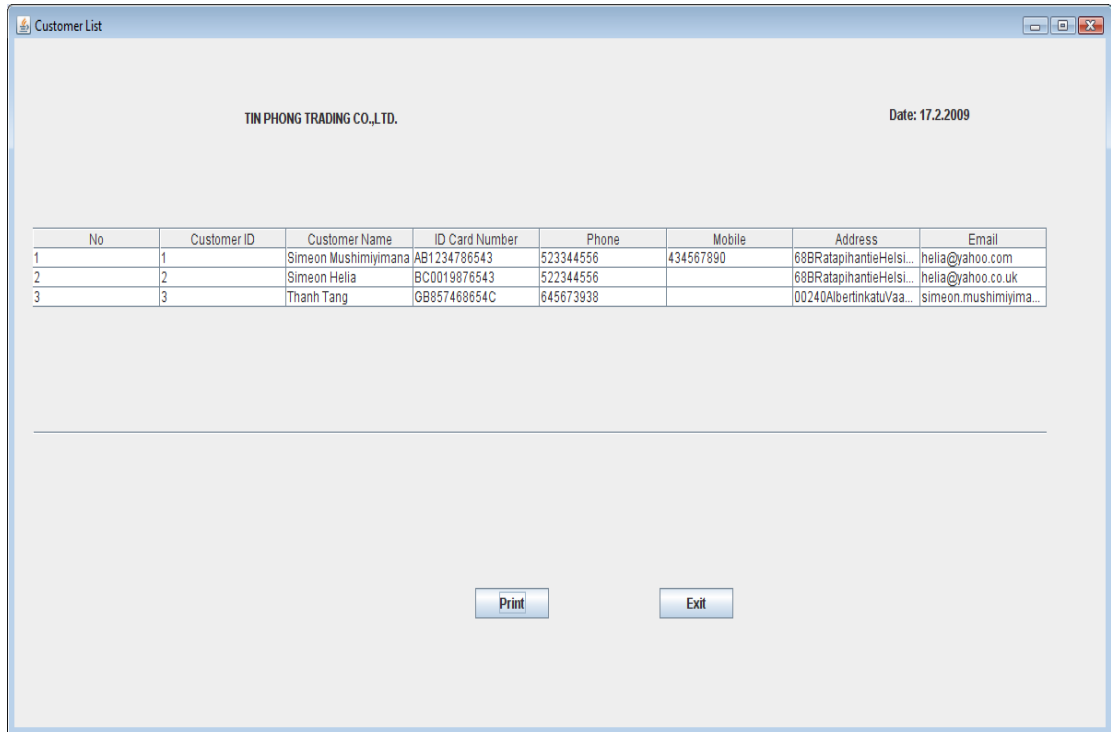 Customer List
TIN PHONG TRADING CO.,LTD.
Date: 17.2.2009
No Customer ID Customer Name ID Card Number Phone Mobile Address Email
1 1 Simeon Mushimiyimana AB1234786543 523344556 434567890 68BRatapihantieHelsi... helia@yahoo.com
2 2 Simeon Helia BC0019876543 522344556 68BRatapihantieHelsi... helia@yahoo.co.uk
3 3 Thanh Tang GB857468654C 645673938 00240AlbertinkatuVaa... simeon.mushimiyima...
Print Exit